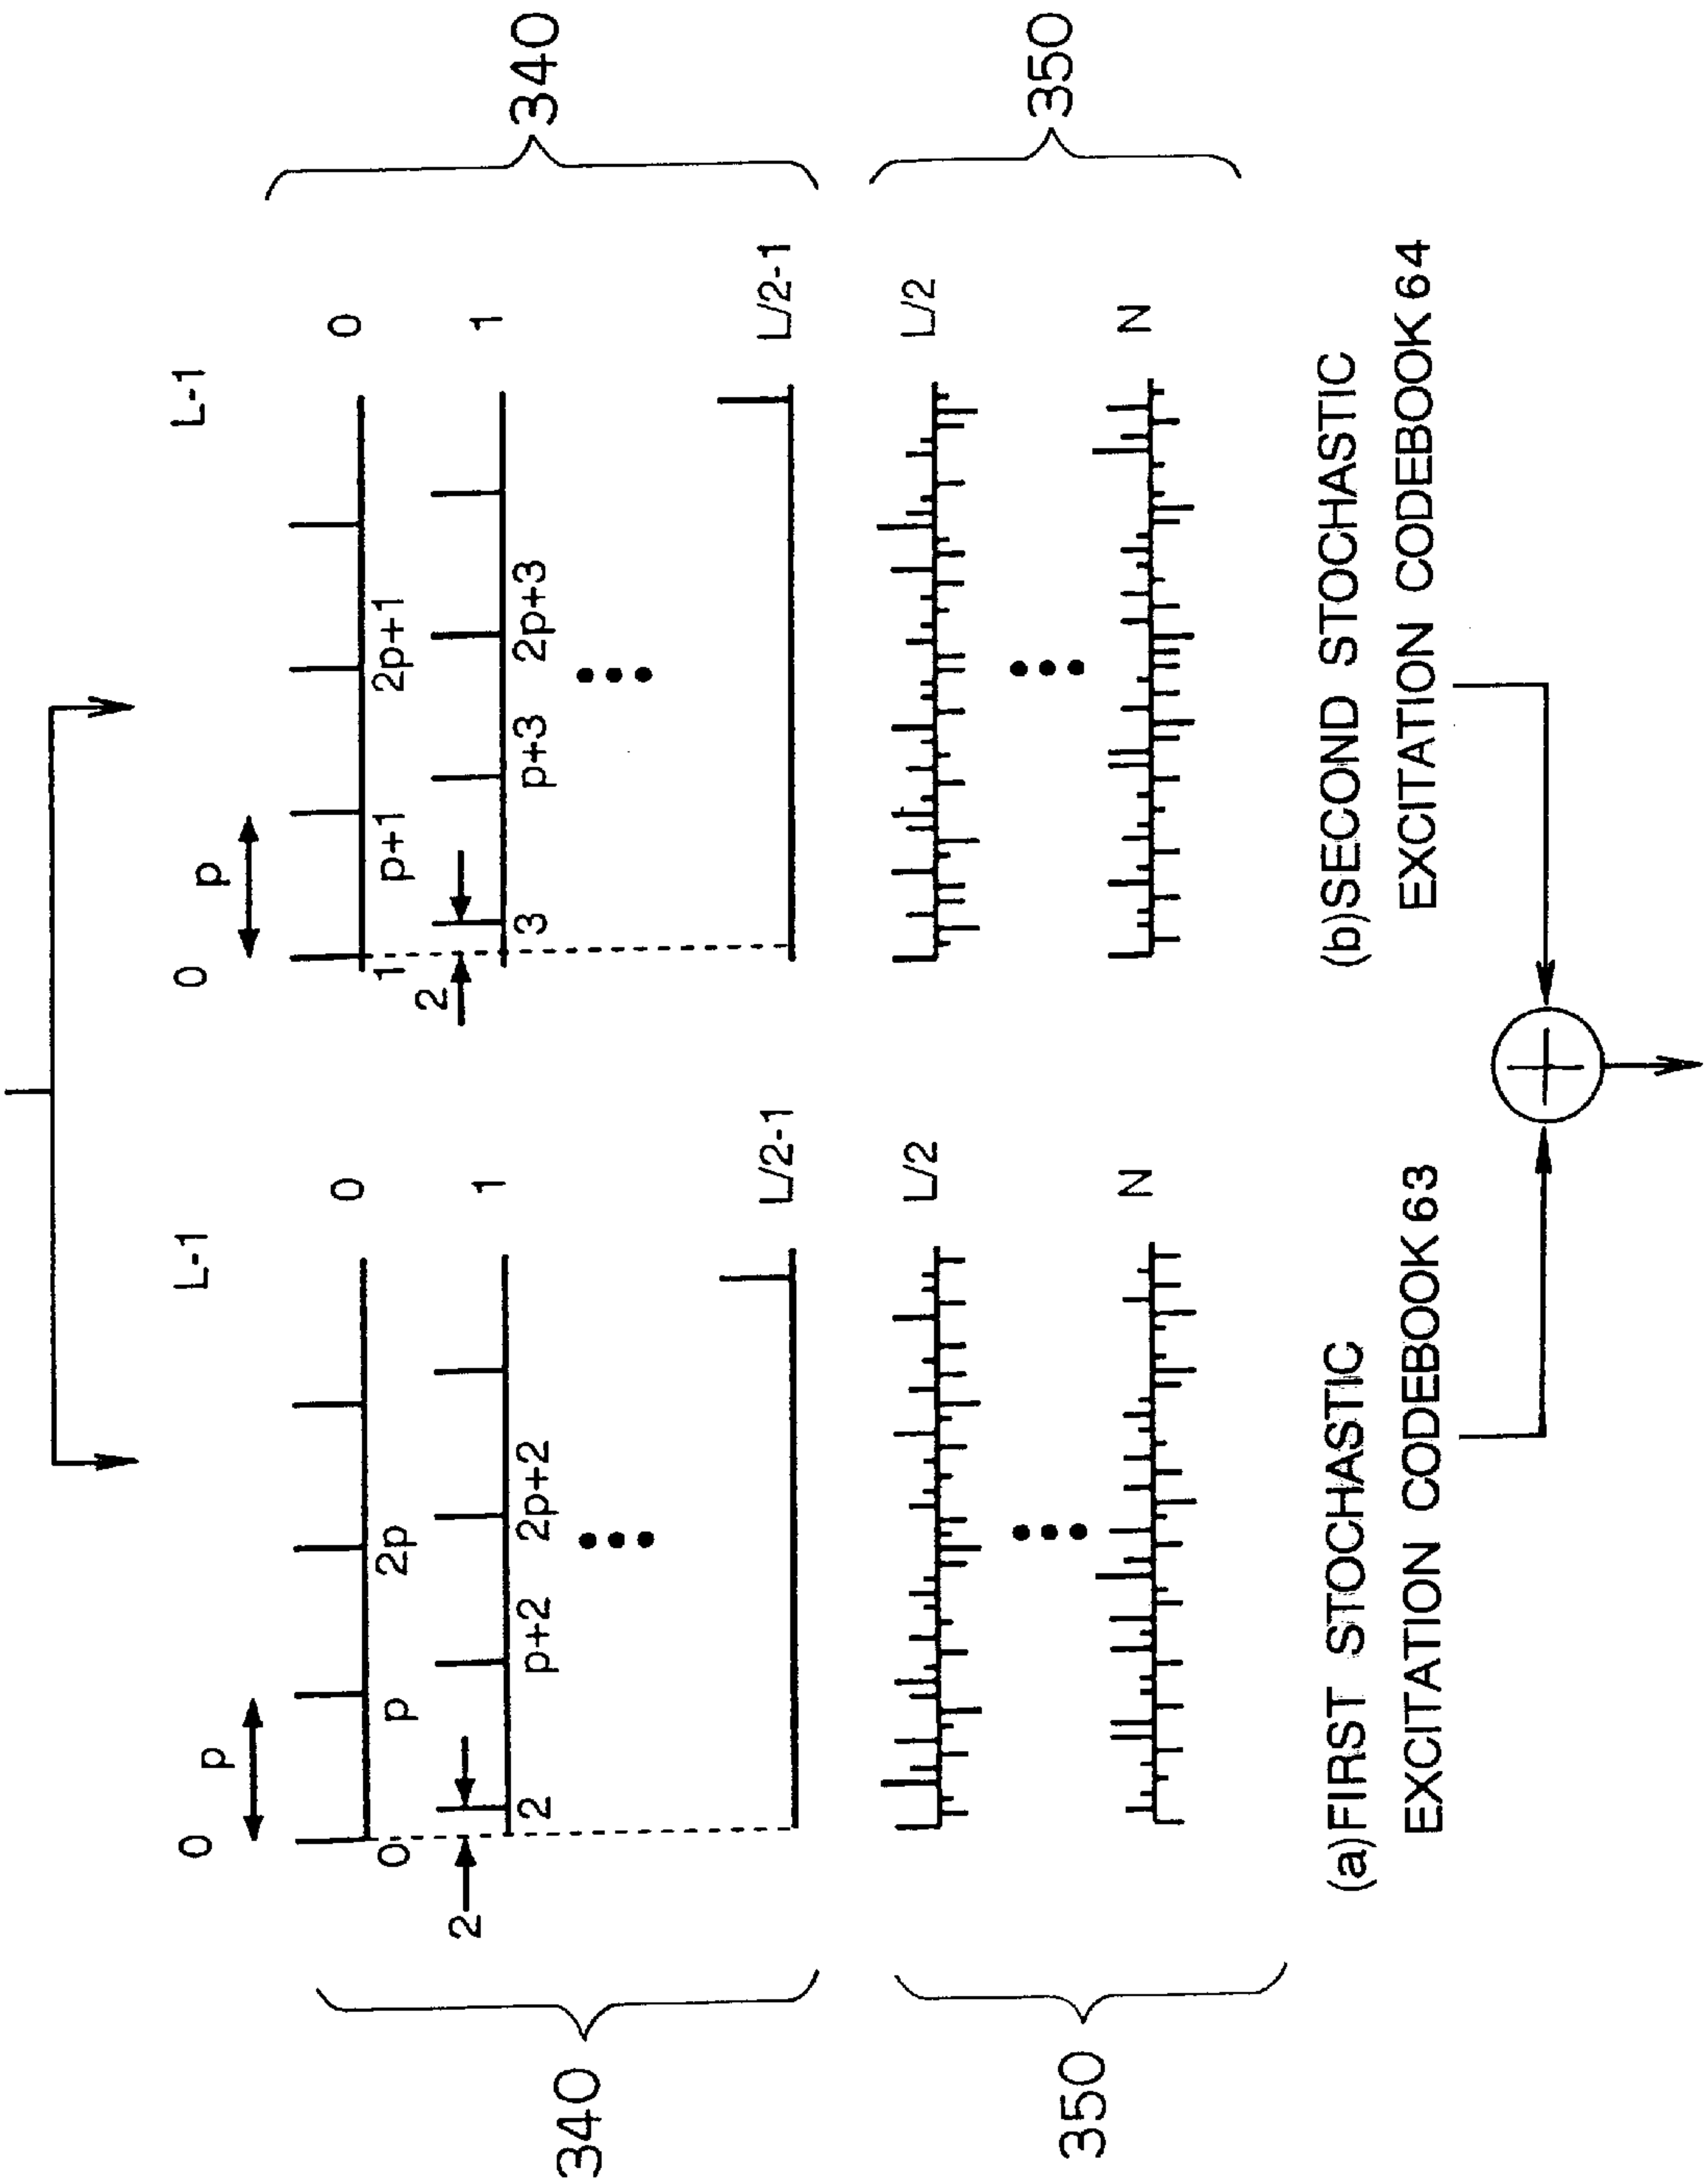 0 L-1
p
0 p 2p 0
2 2 p+2 2p+2 1
L/2-1
L/2
N
340
350
(a)FIRST STOCHASTIC
EXCITATION CODEBOOK 63
0 L-1
p
1 p+1 2p+1 0
2 3 p+3 2p+3 1
L/2-1
L/2
N
340
350
(b)SECOND STOCHASTIC
EXCITATION CODEBOOK 64